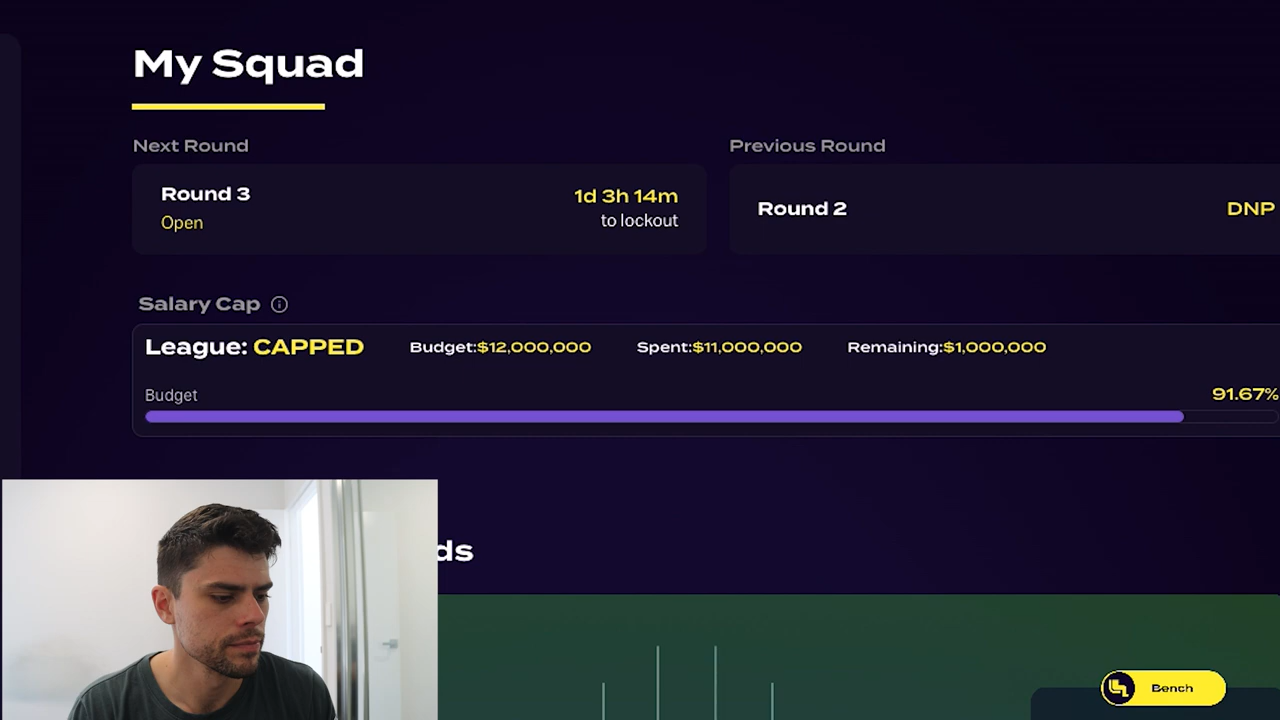 My Squad
Next Round
Previous Round
Round 3
Open
1d 3h 14m
to lockout
Round 2
DNP
Salary Cap
League: CAPPED
Budget:$12,000,000
Spent:$11,000,000
Remaining:$1,000,000
Budget
91.67%
ds
Bench